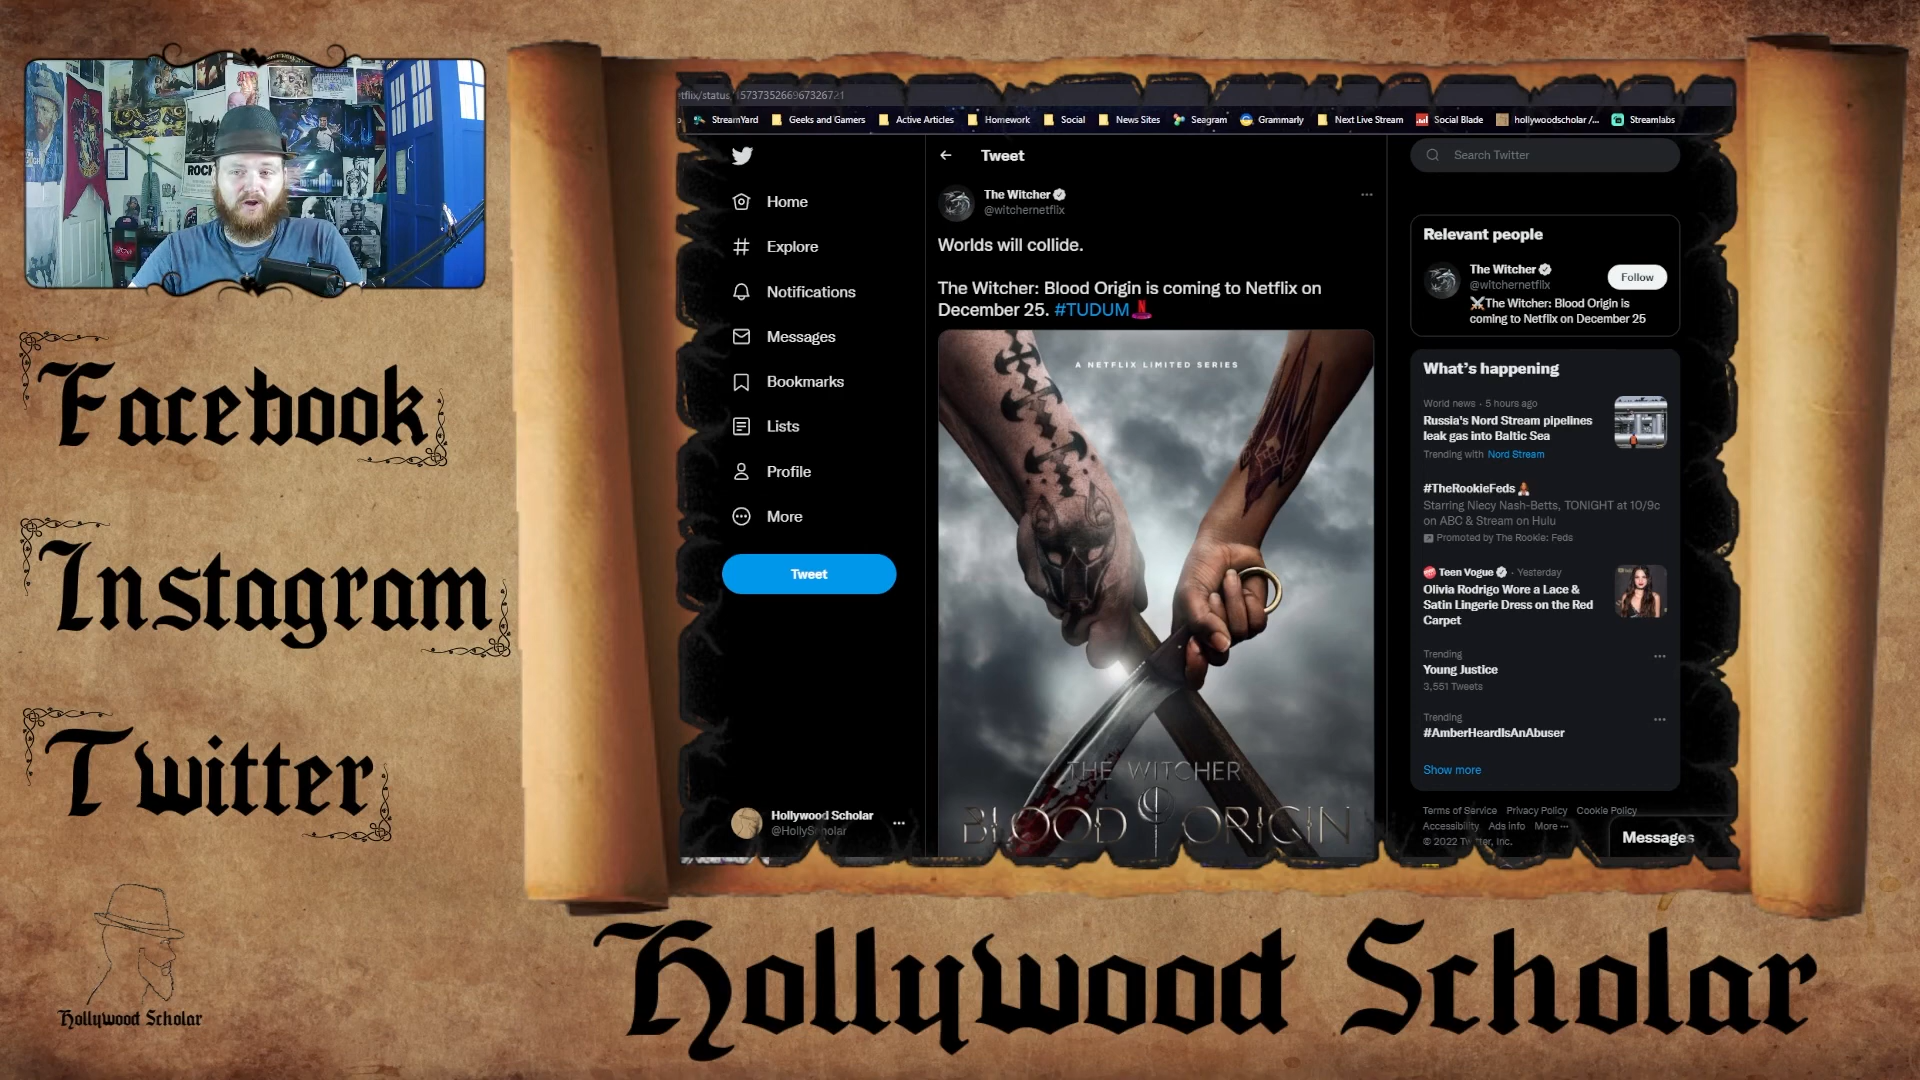 StreamYard
Geeks and Gamers
Active Articles
Homework
Social
News Sites
Seagram
Grammarly
Next Live Stream
Social Blade
hollywoodscholar /...
Streamlabs
Home
Explore
Notifications
Messages
Bookmarks
Lists
Profile
More
Tweet
Hollywood Scholar
Tweet
The Witcher
@witchernetflix
Worlds will collide.
The Witcher: Blood Origin is coming to Netflix on
December 25. #TUDUM
A NETFLIX LIMITED SERIES
THE WITCHER
BLOOD ORIGIN
Search Twitter
Relevant people
The Witcher
@witchernetflix
Follow
⚔The Witcher: Blood Origin is
coming to Netflix on December 25
What's happening
World news · 5 hours ago
Russia's Nord Stream pipelines
leak gas into Baltic Sea
Trending with Nord Stream
#TheRookieFeds
Starring Niecy Nash-Betts, TONIGHT at 10/9c
on ABC & Stream on Hulu
Promoted by The Rookie: Feds
Teen Vogue · Yesterday
Olivia Rodrigo Wore a Lace &
Satin Lingerie Dress on the Red
Carpet
Trending
Young Justice
3,551 Tweets
Trending
#AmberHeardIsAnAbuser
Show more
Terms of Service Privacy Policy Cookie Policy
Accessibility Ads info More ···
© 2022 Twitter, Inc.
Messages
Facebook
Instagram
Twitter
Hollywood Scholar
Hollywood Scholar